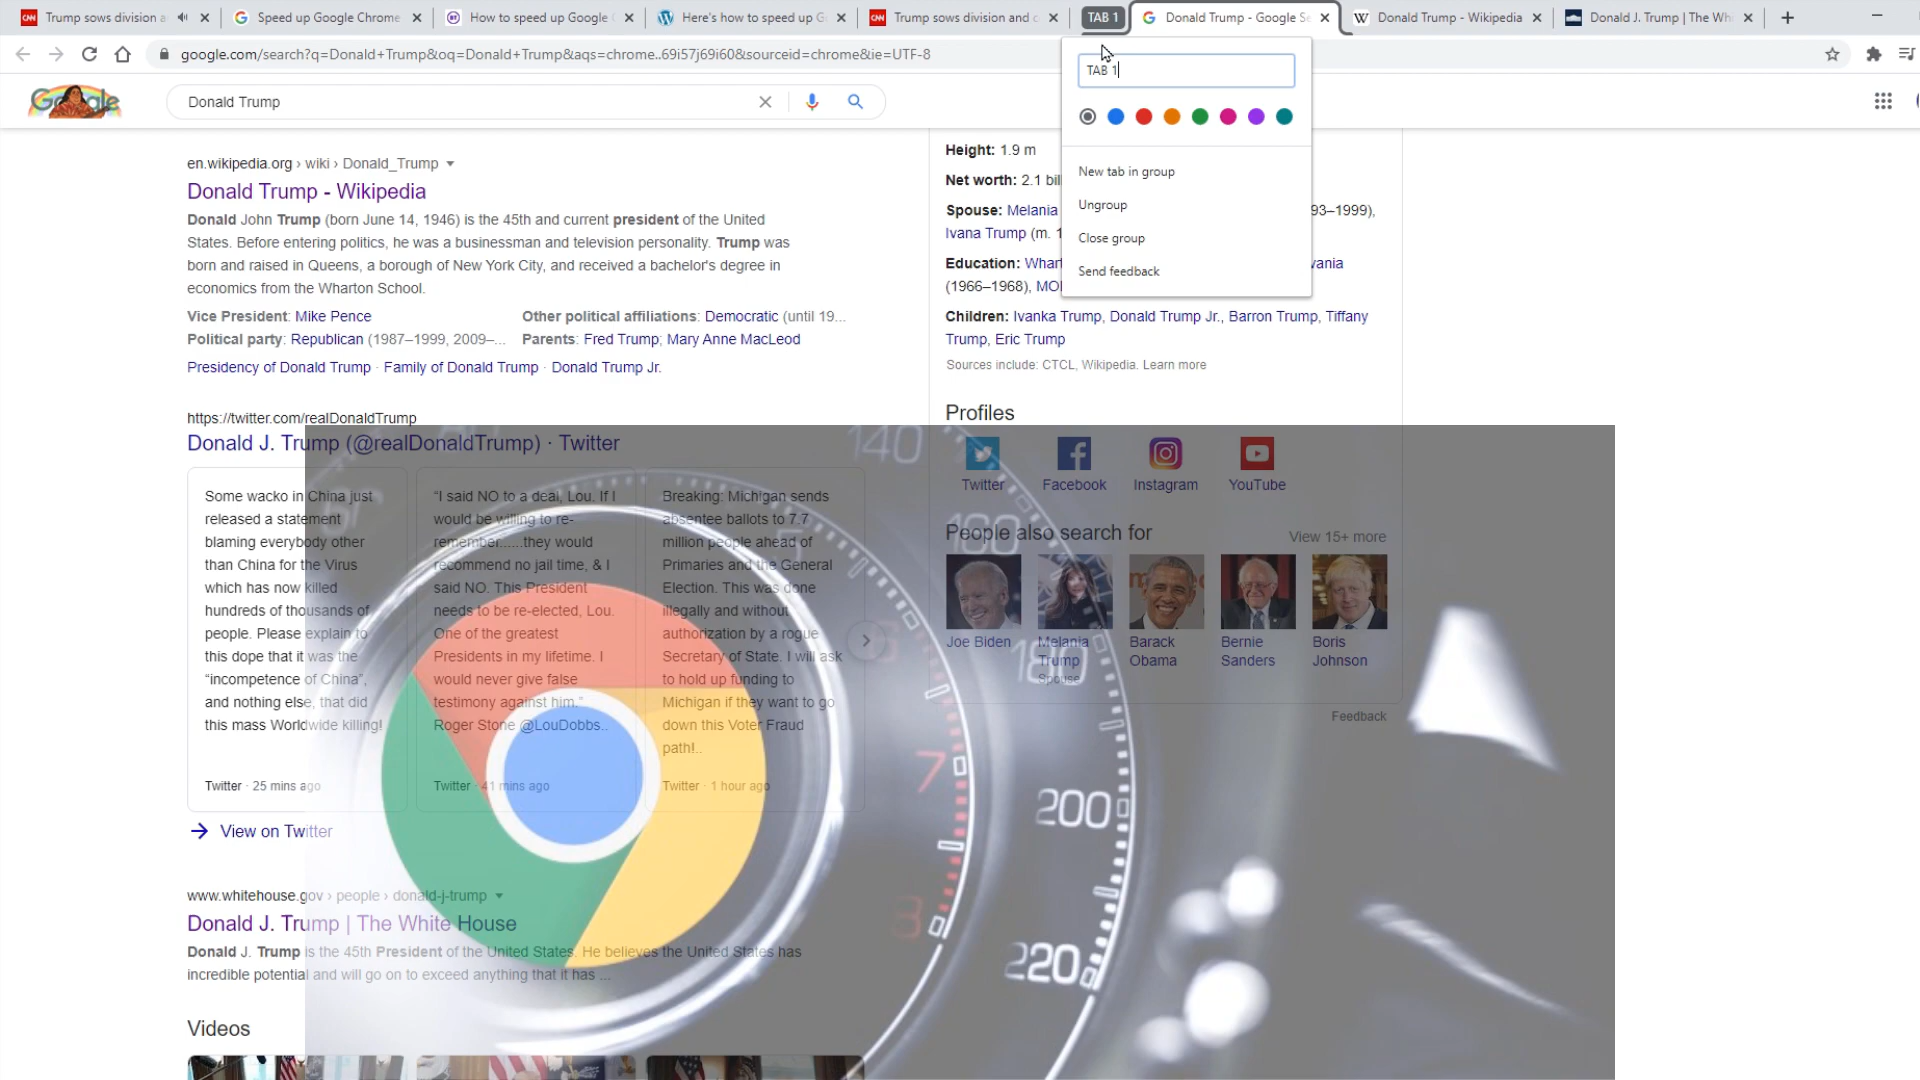 Trump sows division a
Speed up Google Chrome
How to speed up Google C
Here's how to speed up G
Trump sows division and c
TAB 1
Donald Trump - Google Se
Donald Trump - Wikipedia
Donald J. Trump | The Whi
google.com/search?q=Donald+Trump&oq=Donald+Trump&aqs=chrome..69i57j69i60&sourceid=chrome&ie=UTF-8
TAB 1
New tab in group
Ungroup
Close group
Send feedback
Google
Donald Trump
en.wikipedia.org › wiki › Donald_Trump
Donald Trump - Wikipedia
Donald John Trump (born June 14, 1946) is the 45th and current president of the United
States. Before entering politics, he was a businessman and television personality. Trump was
born and raised in Queens, a borough of New York City, and received a bachelor's degree in
economics from the Wharton School.
Vice President: Mike Pence
Other political affiliations: Democratic (until 19...
Political party: Republican (1987–1999, 2009–...
Parents: Fred Trump; Mary Anne MacLeod
Presidency of Donald Trump · Family of Donald Trump · Donald Trump Jr.
https://twitter.com/realDonaldTrump
Donald J. Trump (@realDonaldTrump) · Twitter
Some wacko in China just
released a statement
blaming everybody other
than China for the Virus
which has now killed
hundreds of thousands of
people. Please explain to
this dope that it was the
“incompetence of China”,
and nothing else, that did
this mass Worldwide killing!
Twitter · 25 mins ago
“I said NO to a deal, Lou. If I
would be willing to re-
remember......they would
recommend no jail time, & I
said NO. This President
needs to be re-elected, Lou.
One of the greatest
Presidents in my lifetime. I
would never give false
testimony against him.”
Roger Stone @LouDobbs..
Twitter · 41 mins ago
Breaking: Michigan sends
absentee ballots to 7.7
million people ahead of
Primaries and the General
Election. This was done
illegally and without
authorization by a rogue
Secretary of State. I will ask
to hold up funding to
Michigan if they want to go
down this Voter Fraud
path!..
Twitter · 1 hour ago
View on Twitter
www.whitehouse.gov › people › donald-j-trump
Donald J. Trump | The White House
Donald J. Trump is the 45th President of the United States. He believes the United States has
incredible potential and will go on to exceed anything that it has ...
Videos
Height: 1.9 m
Net worth: 2.1 bil
Spouse: Melania
93–1999),
Ivana Trump (m. 1
Education: Whart
vania
(1966–1968), MOR
Children: Ivanka Trump, Donald Trump Jr., Barron Trump, Tiffany
Trump, Eric Trump
Sources include: CTCL, Wikipedia. Learn more
Profiles
Twitter
Facebook
Instagram
YouTube
People also search for
View 15+ more
Joe Biden
Melania
Trump
Spouse
Barack
Obama
Bernie
Sanders
Boris
Johnson
Feedback
140
160
180
200
220
7